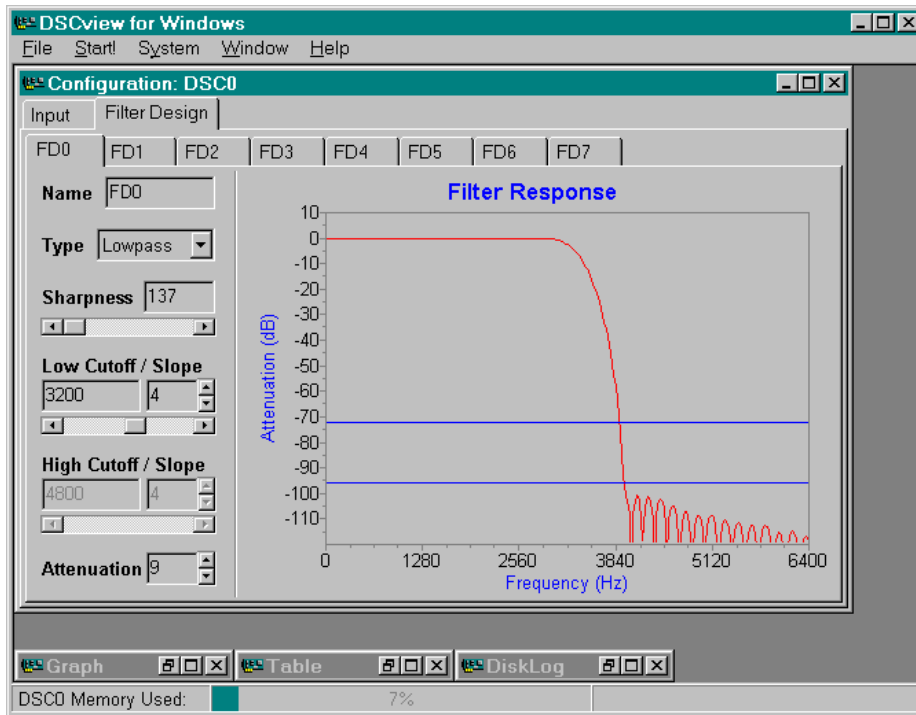 DSCview for Windows
File Start! System Window Help
Configuration: DSC0
Input Filter Design
FD0 FD1 FD2 FD3 FD4 FD5 FD6 FD7
Name FD0
Type Lowpass
Sharpness 137
Low Cutoff / Slope
3200 4
High Cutoff / Slope
4800 4
Attenuation 9
Filter Response
Attenuation (dB)
10
0
-10
-20
-30
-40
-50
-60
-70
-80
-90
-100
-110
0 1280 2560 3840 5120 6400
Frequency (Hz)
Graph Table DiskLog
DSC0 Memory Used: 7%